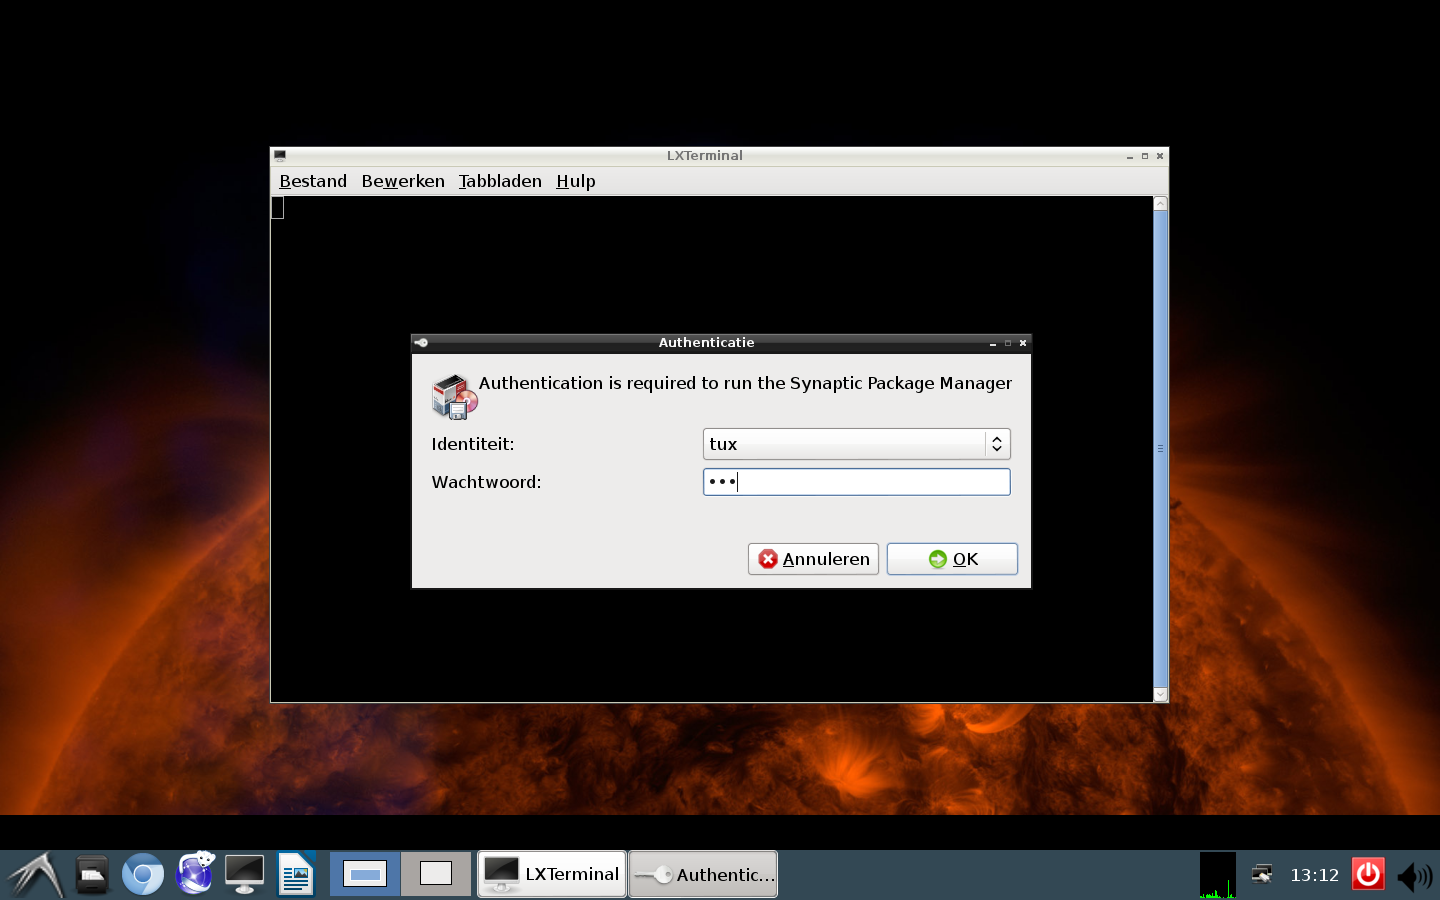 LXTerminal
Bestand Bewerken Tabbladen Hulp
Authenticatie
Authentication is required to run the Synaptic Package Manager
Identiteit: tux
Wachtwoord: •••
Annuleren OK
LXTerminal Authentic... 13:12